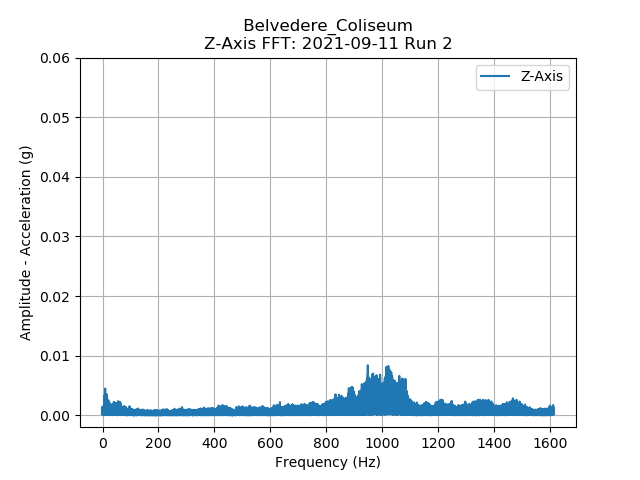 Belvedere_Coliseum
Z-Axis FFT: 2021-09-11 Run 2
Z-Axis
0.06
0.05
0.04
0.03
0.02
0.01
0.00
Amplitude - Acceleration (g)
0 200 400 600 800 1000 1200 1400 1600
Frequency (Hz)